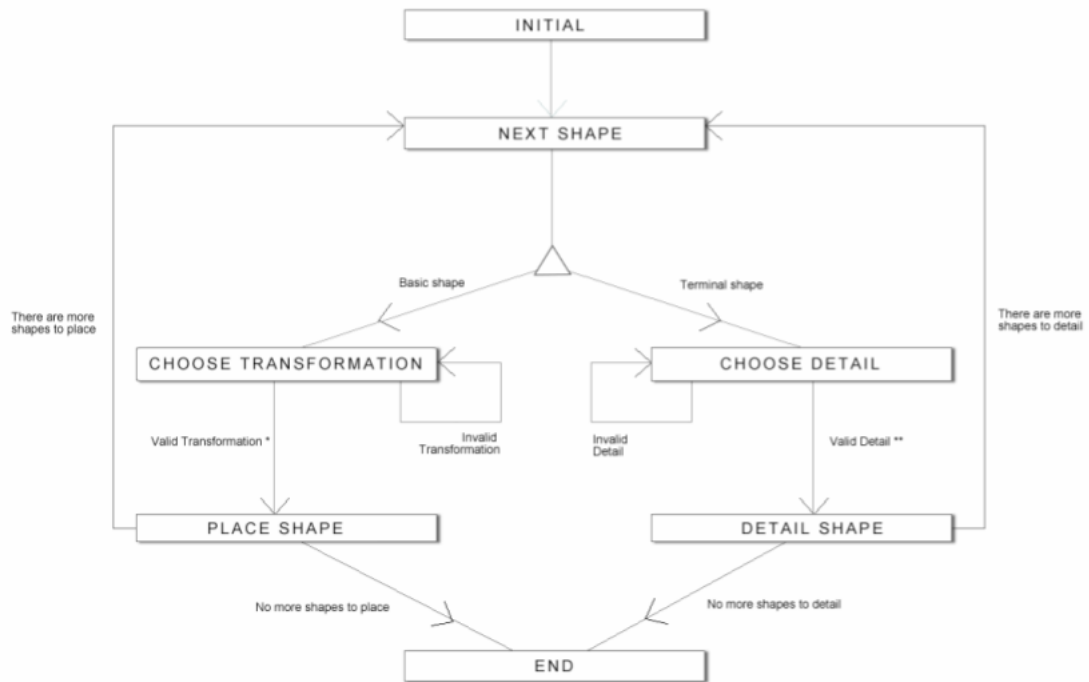 INITIAL
NEXT SHAPE
Basic shape
Terminal shape
There are more
shapes to place
There are more
shapes to detail
CHOOSE TRANSFORMATION
CHOOSE DETAIL
Valid Transformation *
Invalid
Transformation
Invalid
Detail
Valid Detail **
PLACE SHAPE
DETAIL SHAPE
No more shapes to place
No more shapes to detail
END